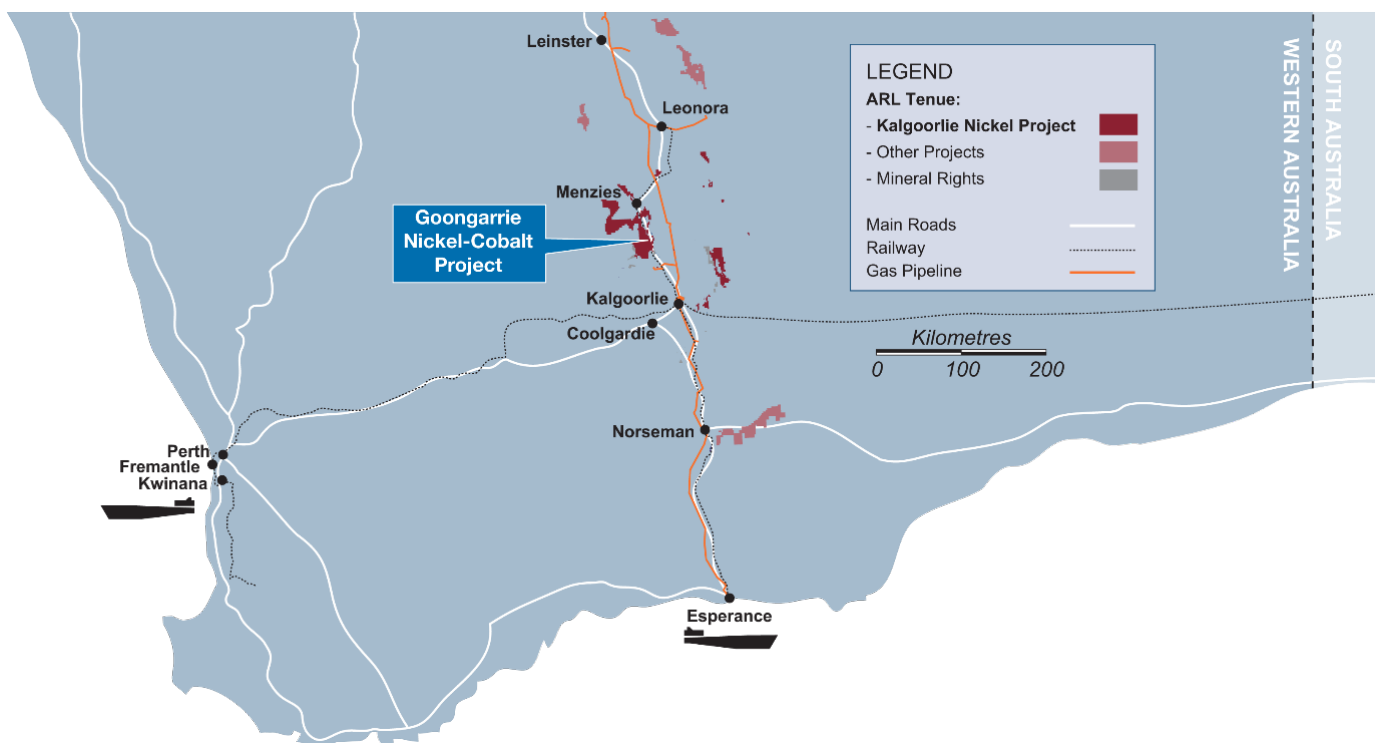 Leinster
Leonora
Menzies
Goongarrie
Nickel-Cobalt
Project
Kalgoorlie
Coolgardie
Norseman
Perth
Fremantle
Kwinana
Esperance
LEGEND
ARL Tenue:
- Kalgoorlie Nickel Project
- Other Projects
- Mineral Rights
Main Roads
Railway
Gas Pipeline
Kilometres
0 100 200
WESTERN AUSTRALIA
SOUTH AUSTRALIA